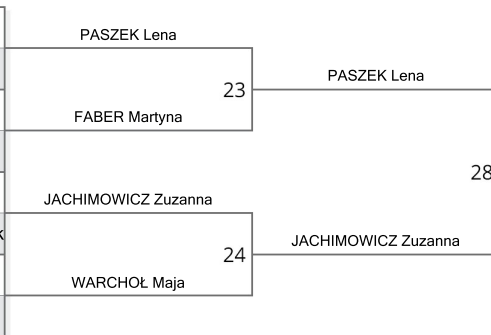 PASZEK Lena
23
PASZEK Lena
FABER Martyna
28
JACHIMOWICZ Zuzanna
24
JACHIMOWICZ Zuzanna
WARCHOŁ Maja